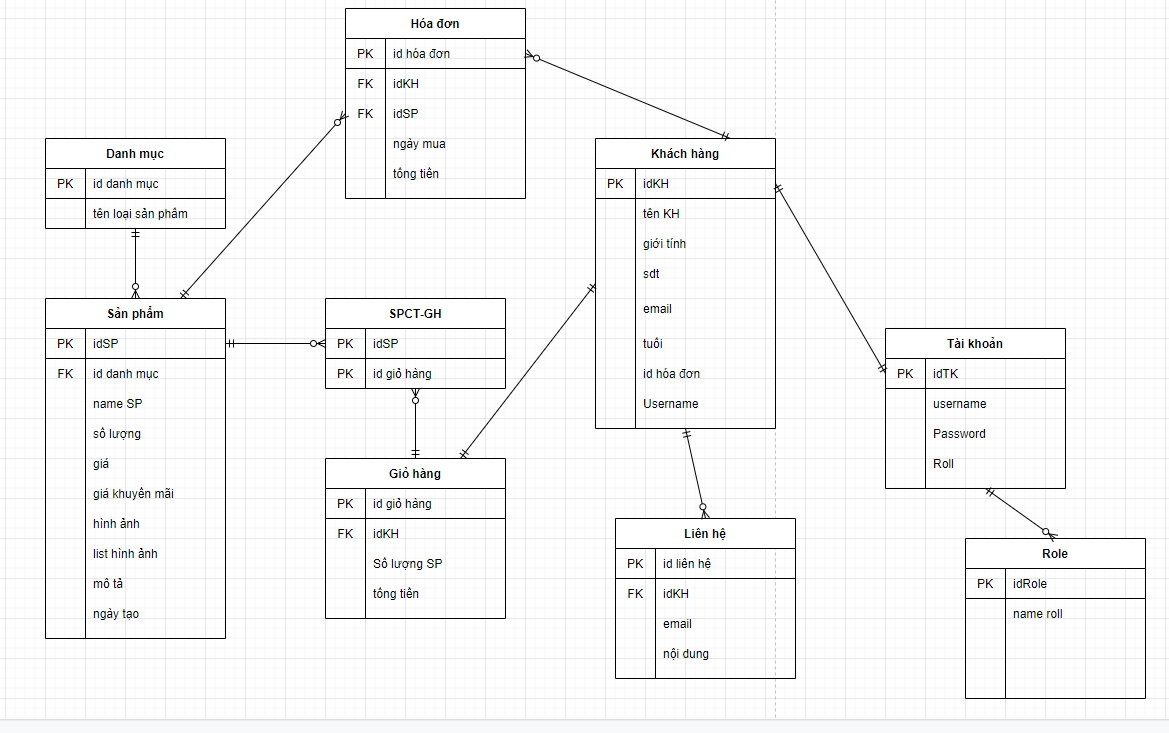 Hóa đơn
PK id hóa đơn
FK idKH
FK idSP
ngày mua
tổng tiền
Danh mục
PK id danh mục
tên loại sản phẩm
Khách hàng
PK idKH
tên KH
giới tính
sdt
email
tuổi
id hóa đơn
Username
Sản phẩm
PK idSP
FK id danh mục
name SP
số lượng
giá
giá khuyến mãi
hình ảnh
list hình ảnh
mô tả
ngày tạo
SPCT-GH
PK idSP
PK id giỏ hàng
Tài khoản
PK idTK
username
Password
Roll
Giỏ hàng
PK id giỏ hàng
FK idKH
Số lượng SP
tổng tiền
Liên hệ
PK id liên hệ
FK idKH
email
nội dung
Role
PK idRole
name roll